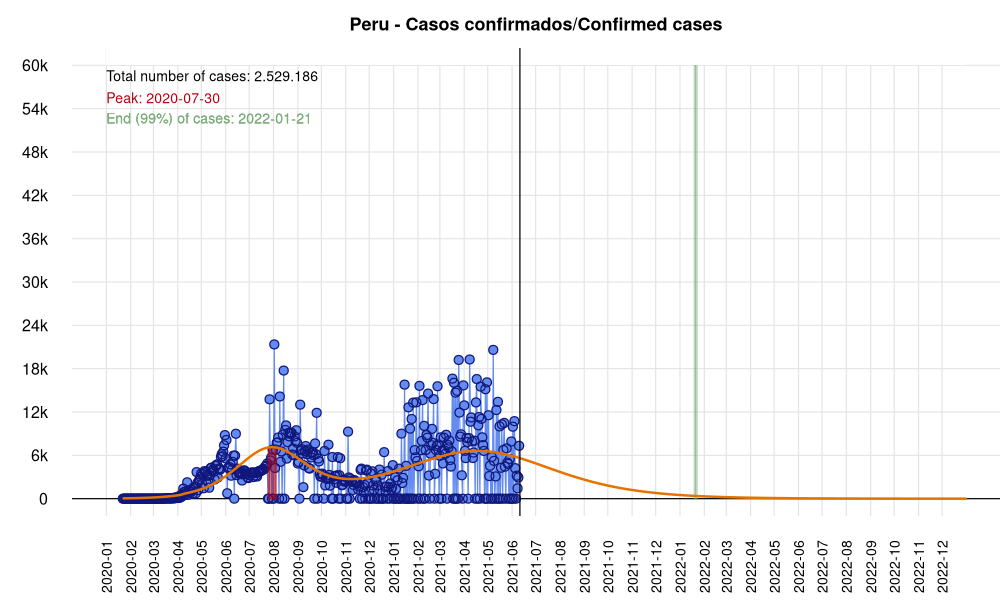 Peru - Casos confirmados/Confirmed cases
Total number of cases: 2.529.186
Peak: 2020-07-30
End (99%) of cases: 2022-01-21
60k
54k
48k
42k
36k
30k
24k
18k
12k
6k
0
2020-01
2020-02
2020-03
2020-04
2020-05
2020-06
2020-07
2020-08
2020-09
2020-10
2020-11
2020-12
2021-01
2021-02
2021-03
2021-04
2021-05
2021-06
2021-07
2021-08
2021-09
2021-10
2021-11
2021-12
2022-01
2022-02
2022-03
2022-04
2022-05
2022-06
2022-07
2022-08
2022-09
2022-10
2022-11
2022-12